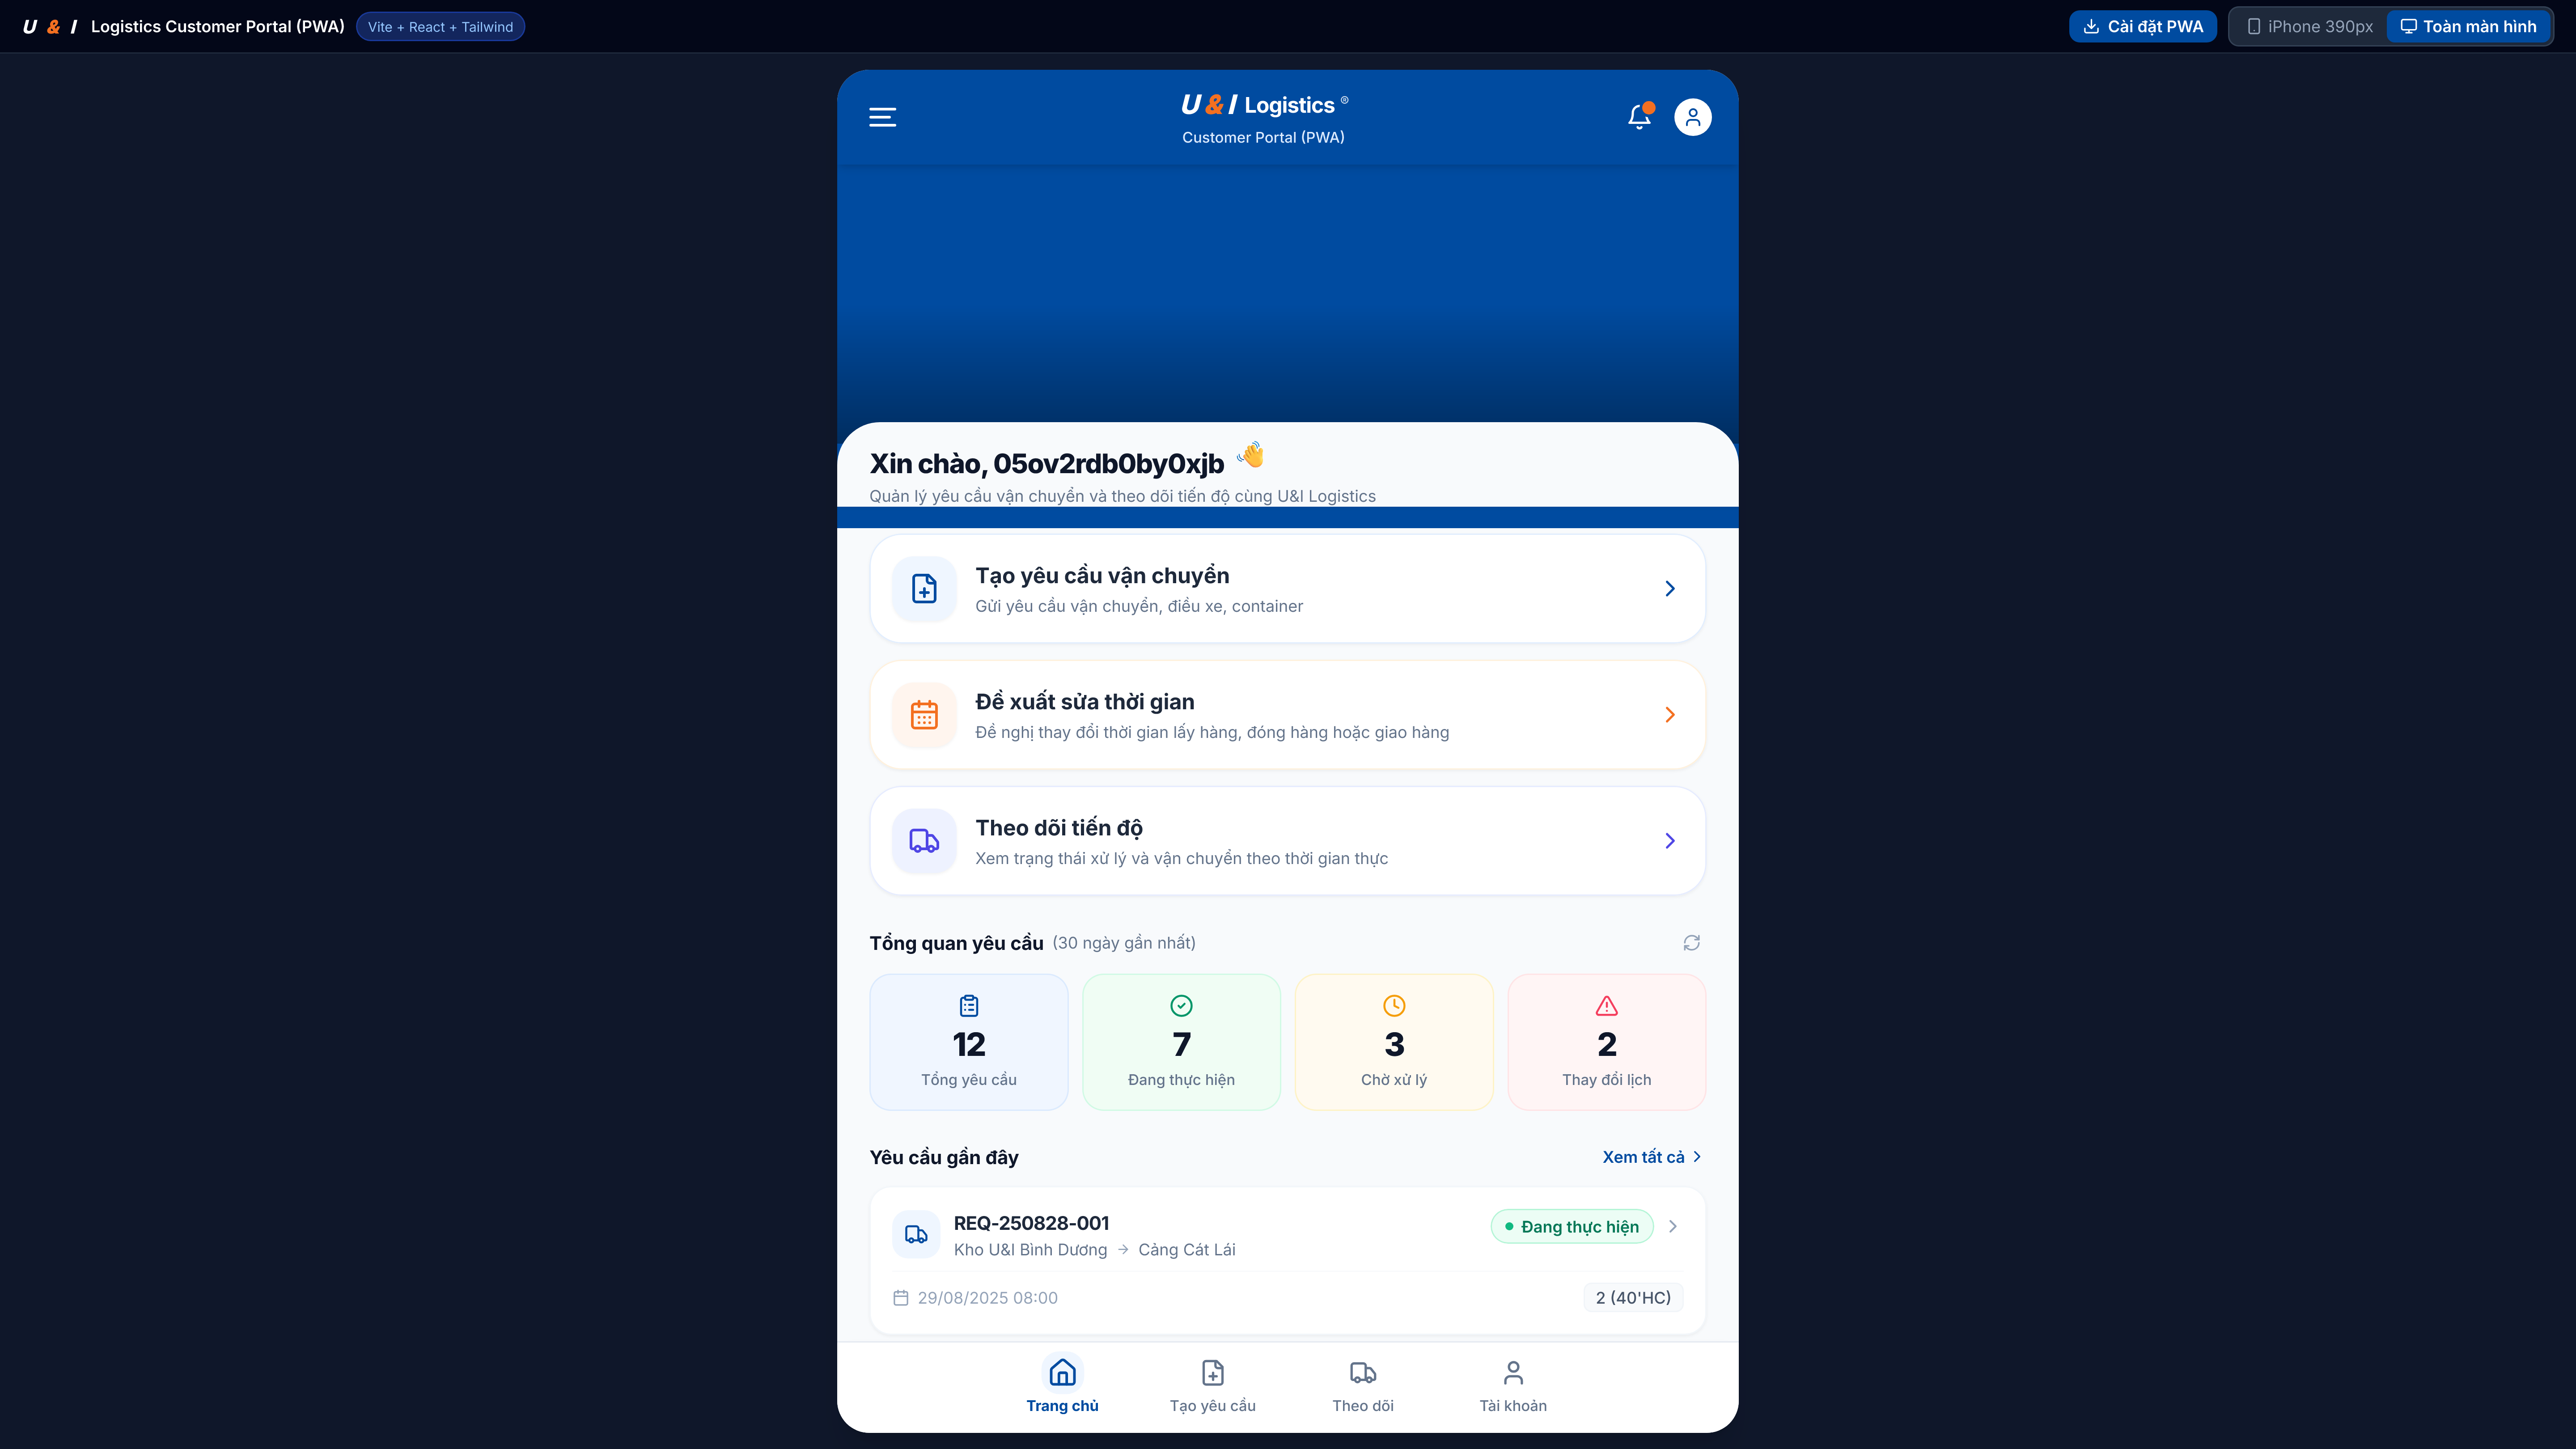 U & I Logistics Customer Portal (PWA) Vite + React + Tailwind
Cài đặt PWA iPhone 390px Toàn màn hình
U & I Logistics ®
Customer Portal (PWA)
Xin chào, 05ov2rdb0by0xjb 👋
Quản lý yêu cầu vận chuyển và theo dõi tiến độ cùng U&I Logistics
Tạo yêu cầu vận chuyển
Gửi yêu cầu vận chuyển, điều xe, container
Đề xuất sửa thời gian
Đề nghị thay đổi thời gian lấy hàng, đóng hàng hoặc giao hàng
Theo dõi tiến độ
Xem trạng thái xử lý và vận chuyển theo thời gian thực
Tổng quan yêu cầu (30 ngày gần nhất)
12
Tổng yêu cầu
7
Đang thực hiện
3
Chờ xử lý
2
Thay đổi lịch
Yêu cầu gần đây
Xem tất cả
REQ-250828-001
Đang thực hiện
Kho U&I Bình Dương → Cảng Cát Lái
29/08/2025 08:00
2 (40'HC)
Trang chủ
Tạo yêu cầu
Theo dõi
Tài khoản